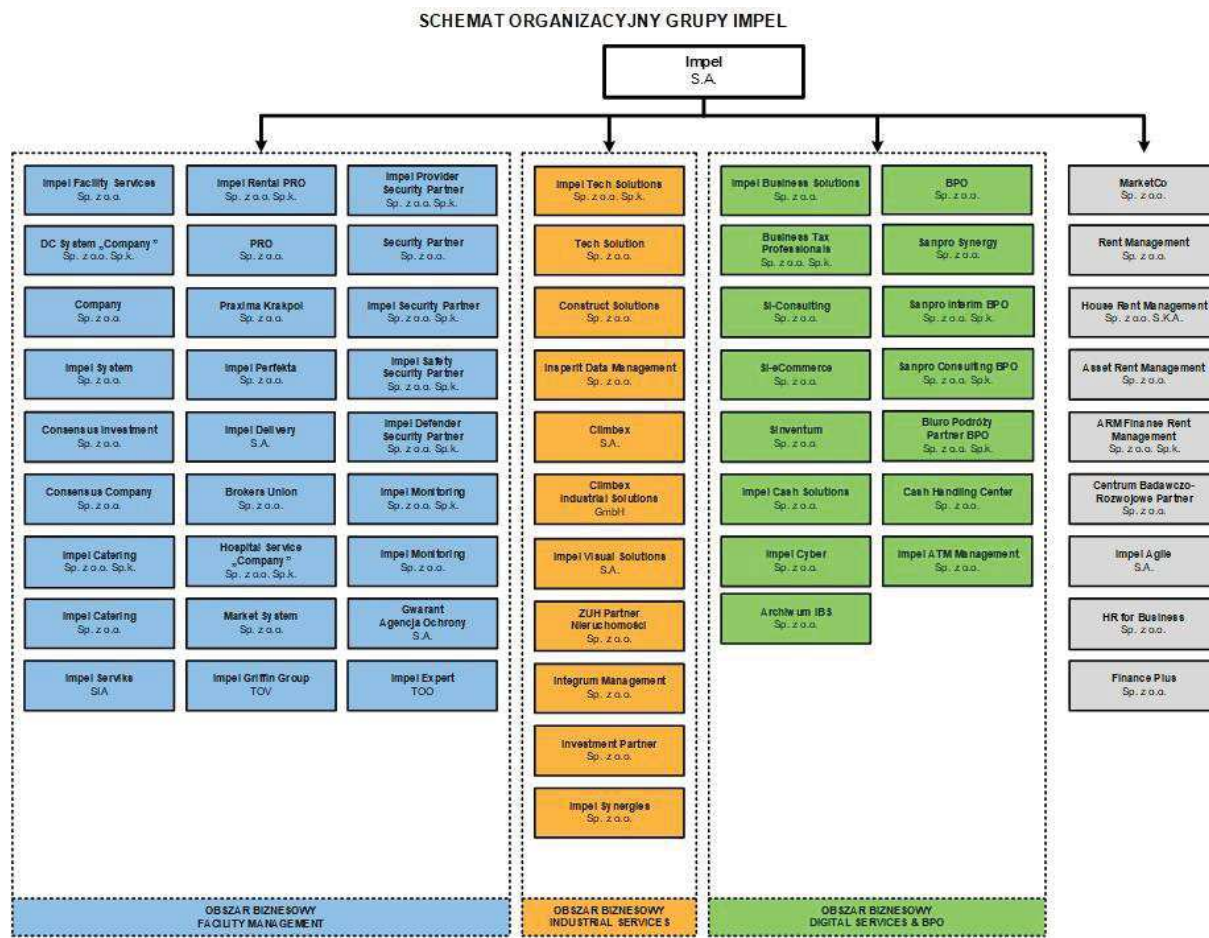 SCHEMAT ORGANIZACYJNY GRUPY IMPEL
Impel
S.A.
Impel Facility Services
Sp. z o.o.
DC System „Company”
Sp. z o.o. Sp.k.
Company
Sp. z o.o.
Impel System
Sp. z o.o.
Consensus Investment
Sp. z o.o.
Consensus Company
Sp. z o.o.
Impel Catering
Sp. z o.o. Sp.k.
Impel Catering
Sp. z o.o.
Impel Serviks
SIA
Impel Rental PRO
Sp. z o.o. Sp.k.
PRO
Sp. z o.o.
Praxima Krakpol
Sp. z o.o.
Impel Perfekta
Sp. z o.o.
Impel Delivery
S.A.
Brokers Union
Sp. z o.o.
Hospital Service
„Company”
Sp. z o.o. Sp.k.
Market System
Sp. z o.o.
Impel Griffin Group
TOV
Impel Provider
Security Partner
Sp. z o.o. Sp.k.
Security Partner
Sp. z o.o.
Impel Security Partner
Sp. z o.o. Sp.k.
Impel Safety
Security Partner
Sp. z o.o. Sp.k.
Impel Defender
Security Partner
Sp. z o.o. Sp.k.
Impel Monitoring
Sp. z o.o. Sp.k.
Impel Monitoring
Sp. z o.o.
Gwarant
Agencja Ochrony
S.A.
Impel Expert
TOO
OBSZAR BIZNESOWY
FACILITY MANAGEMENT
Impel Tech Solutions
Sp. z o.o. Sp.k.
Tech Solution
Sp. z o.o.
Construct Solutions
Sp. z o.o.
Insperit Data Management
Sp. z o.o.
Climbex
S.A.
Climbex
Industrial Solutions
GmbH
Impel Visual Solutions
S.A.
ZUH Partner
Nieruchomości
Sp. z o.o.
Integrum Management
Sp. z o.o.
Investment Partner
Sp. z o.o.
Impel Synergies
Sp. z o.o.
OBSZAR BIZNESOWY
INDUSTRIAL SERVICES
Impel Business Solutions
Sp. z o.o.
Business Tax
Professionals
Sp. z o.o. Sp.k.
SI-Consulting
Sp. z o.o.
SI-eCommerce
Sp. z o.o.
SInventum
Sp. z o.o.
Impel Cash Solutions
Sp. z o.o.
Impel Cyber
Sp. z o.o.
Archiwum IBS
Sp. z o.o.
BPO
Sp. z o.o.
Sanpro Synergy
Sp. z o.o.
Sanpro Interim BPO
Sp. z o.o. Sp.k.
Sanpro Consulting BPO
Sp. z o.o. Sp.k.
Biuro Podróży
Partner BPO
Sp. z o.o. Sp.k.
Cash Handling Center
Sp. z o.o.
Impel ATM Management
Sp. z o.o.
OBSZAR BIZNESOWY
DIGITAL SERVICES & BPO
MarketCo
Sp. z o.o.
Rent Management
Sp. z o.o.
House Rent Management
Sp. z o.o. S.K.A.
Asset Rent Management
Sp. z o.o.
ARM Finanse Rent
Management
Sp. z o.o. Sp.k.
Centrum Badawczo-
Rozwojowe Partner
Sp. z o.o.
Impel Agile
S.A.
HR for Business
Sp. z o.o.
Finance Plus
Sp. z o.o.